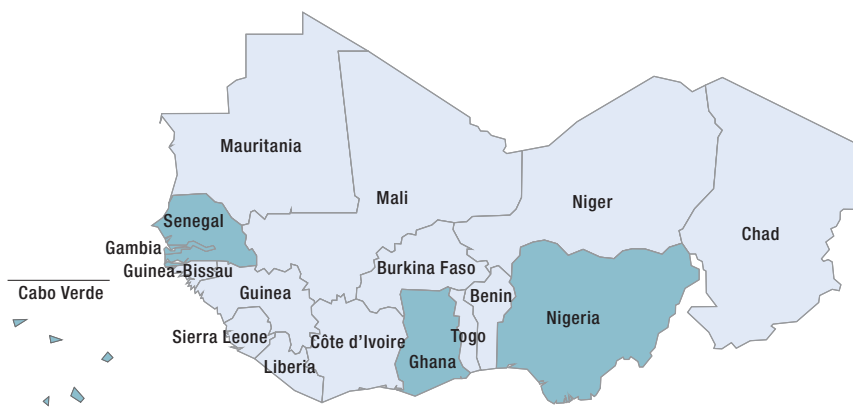 Mauritania
Mali
Niger
Senegal
Chad
Gambia
Guinea-Bissau
Burkina Faso
Cabo Verde
Guinea
Benin
Nigeria
Sierra Leone
Côte d’Ivoire
Togo
Liberia
Ghana